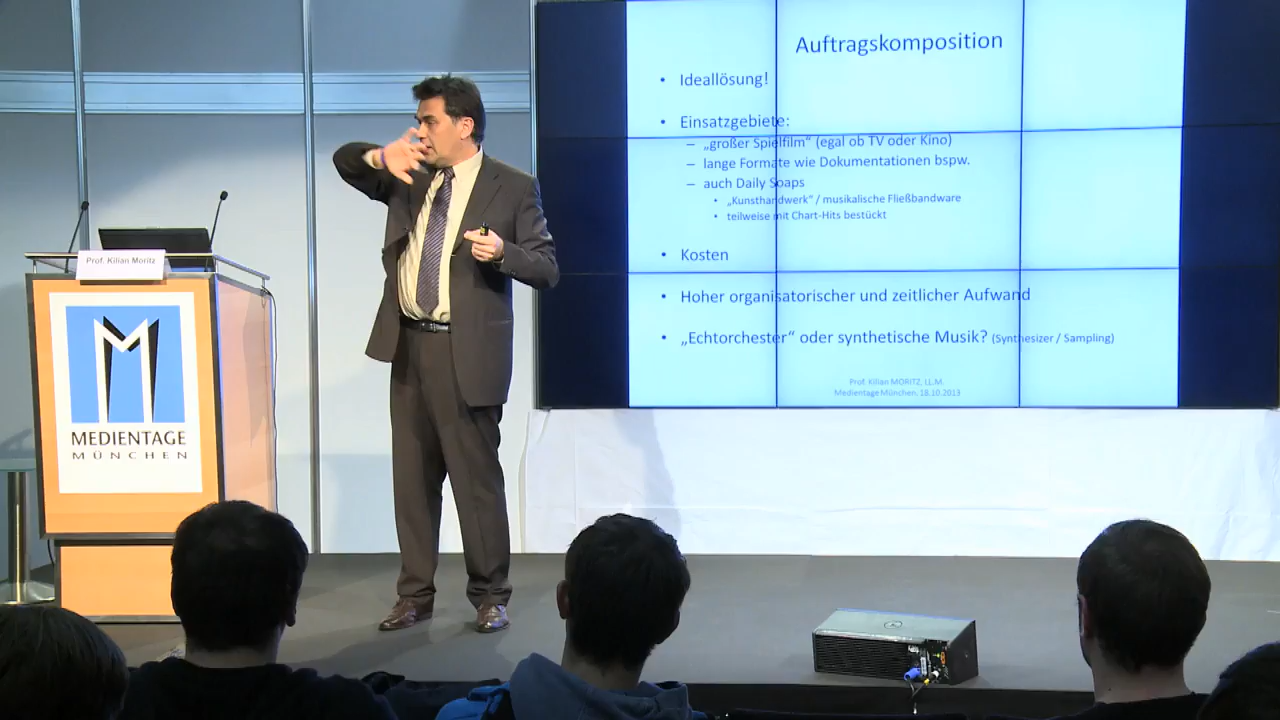 Auftragskomposition
• Ideallösung!
• Einsatzgebiete:
– „großer Spielfilm“ (egal ob TV oder Kino)
– lange Formate wie Dokumentationen bspw.
– auch Daily Soaps
• „Kunsthandwerk“ / musikalische Fließbandware
• teilweise mit Chart-Hits bestückt
• Kosten
• Hoher organisatorischer und zeitlicher Aufwand
• „Echtorchester“ oder synthetische Musik? (Synthesizer / Sampling)
Prof. Kilian MORITZ, LL.M.
Medientage München, 18.10.2013
Prof. Kilian Moritz
MEDIENTAGE
MÜNCHEN